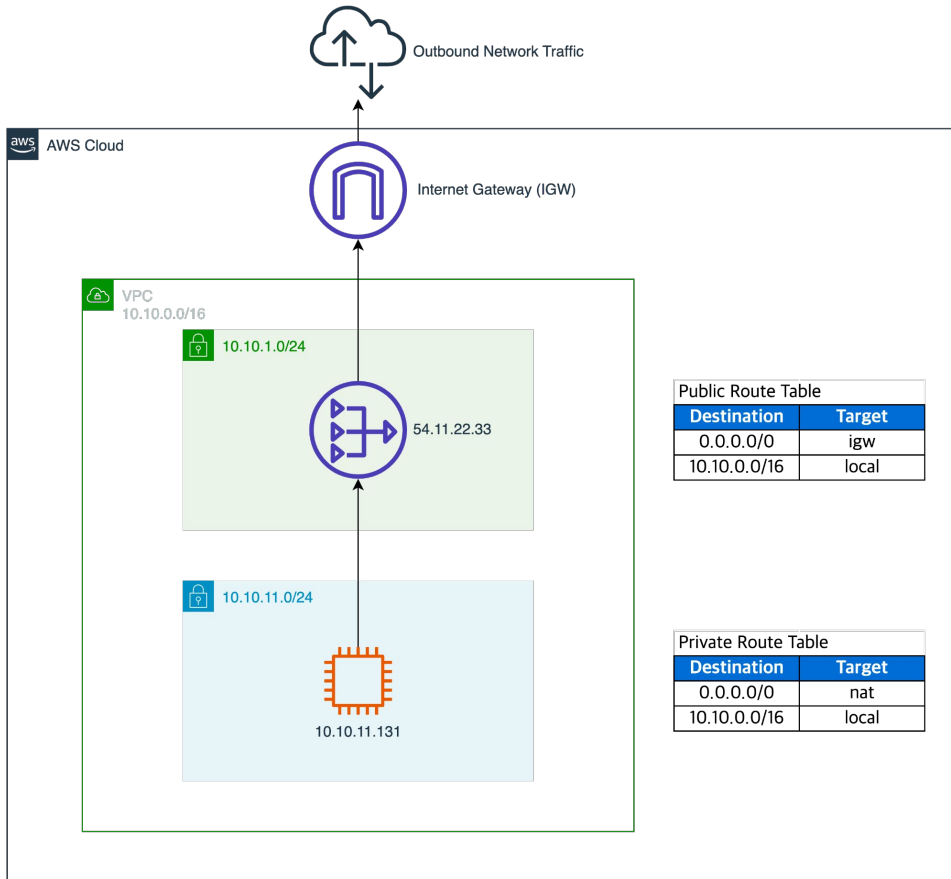 Outbound Network Traffic
aws
AWS Cloud
Internet Gateway (IGW)
VPC
10.10.0.0/16
10.10.1.0/24
54.11.22.33
Public Route Table
Destination Target
0.0.0.0/0 igw
10.10.0.0/16 local
10.10.11.0/24
10.10.11.131
Private Route Table
Destination Target
0.0.0.0/0 nat
10.10.0.0/16 local